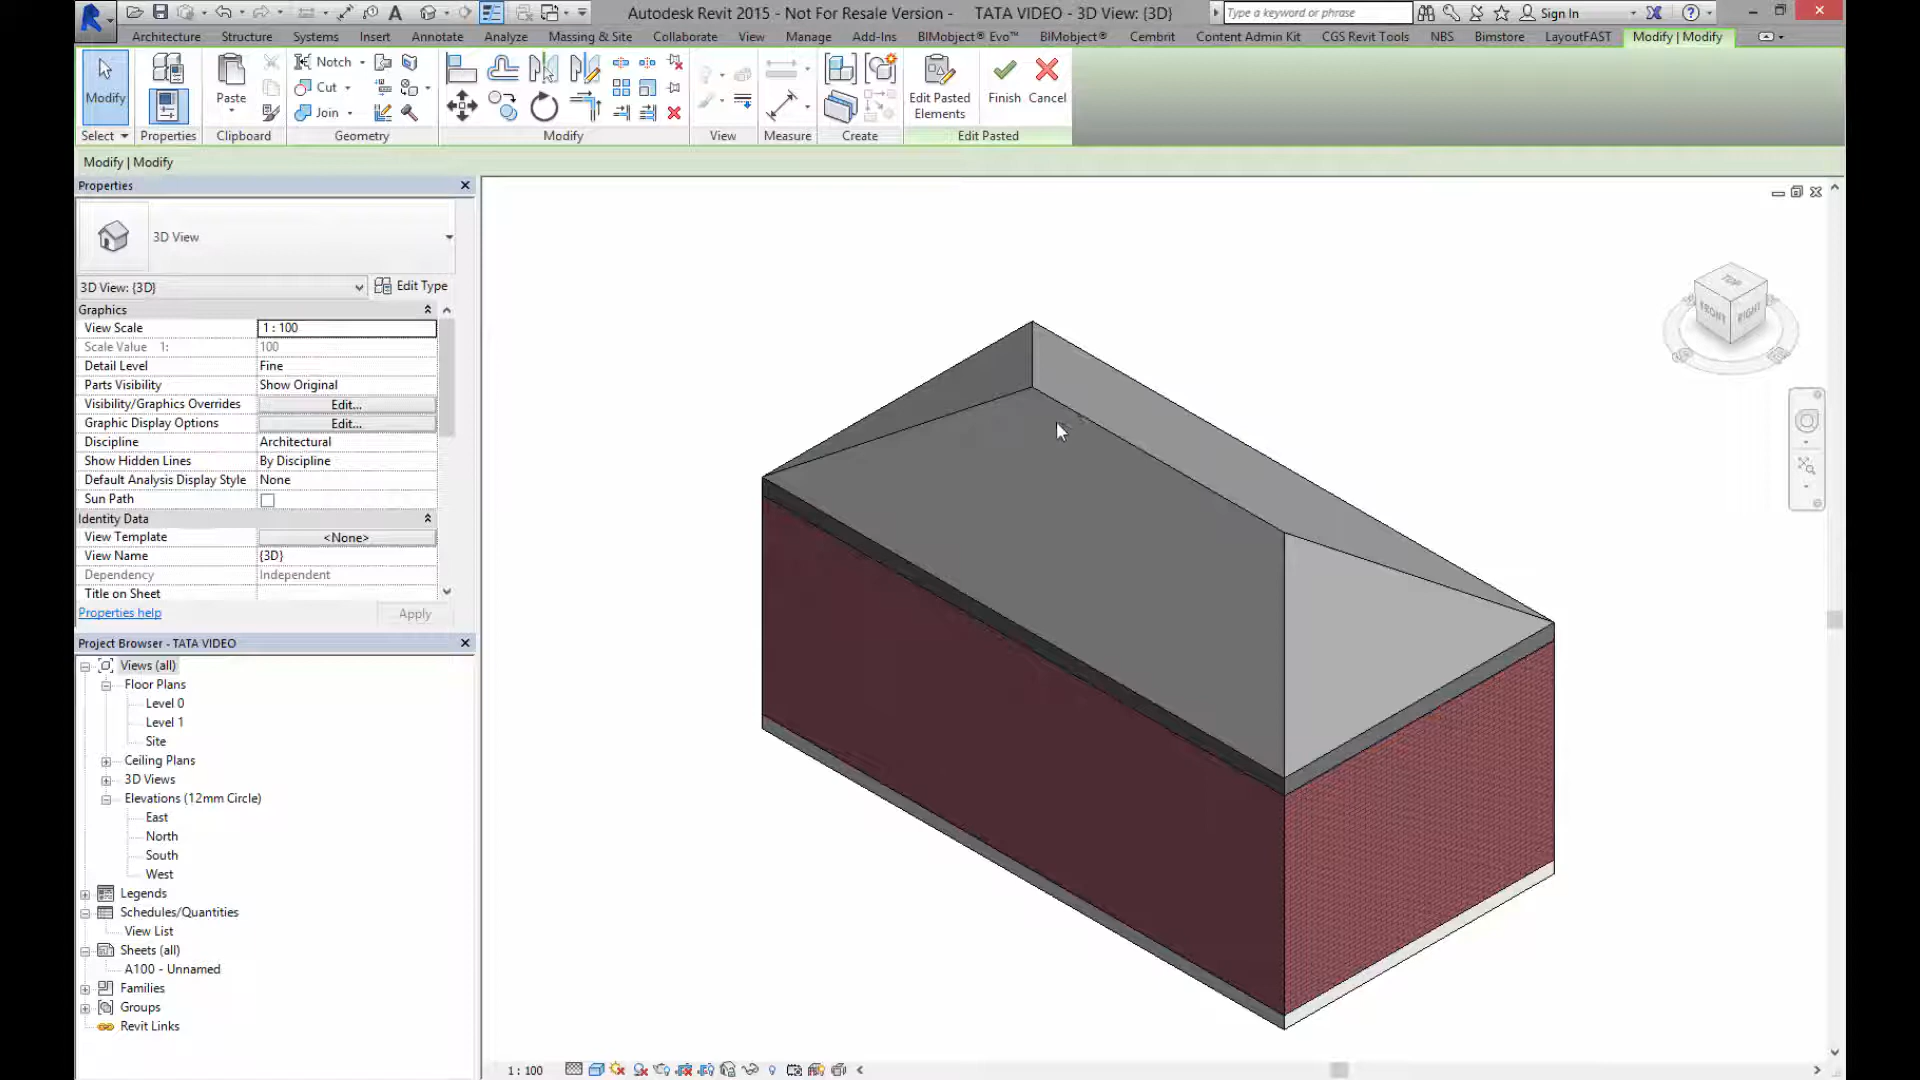 Autodesk Revit 2015 - Not For Resale Version - TATA VIDEO - 3D View: {3D}
Type a keyword or phrase
Sign In
Architecture Structure Systems Insert Annotate Analyze Massing & Site Collaborate View Manage Add-Ins BIMobject® Evo™ BIMobject® Cembrit Content Admin Kit CGS Revit Tools NBS Bimstore LayoutFAST Modify | Modify
Modify
Paste
Notch
Cut
Join
Edit Pasted
Elements
Finish
Cancel
Select Properties Clipboard Geometry Modify View Measure Create Edit Pasted
Modify | Modify
Properties
3D View
3D View: {3D}
Edit Type
Graphics
View Scale 1 : 100
Scale Value 1: 100
Detail Level Fine
Parts Visibility Show Original
Visibility/Graphics Overrides Edit...
Graphic Display Options Edit...
Discipline Architectural
Show Hidden Lines By Discipline
Default Analysis Display Style None
Sun Path
Identity Data
View Template <None>
View Name {3D}
Dependency Independent
Title on Sheet
Properties help
Apply
Project Browser - TATA VIDEO
Views (all)
Floor Plans
Level 0
Level 1
Site
Ceiling Plans
3D Views
Elevations (12mm Circle)
East
North
South
West
Legends
Schedules/Quantities
View List
Sheets (all)
A100 - Unnamed
Families
Groups
Revit Links
TOP
FRONT
RIGHT
1 : 100